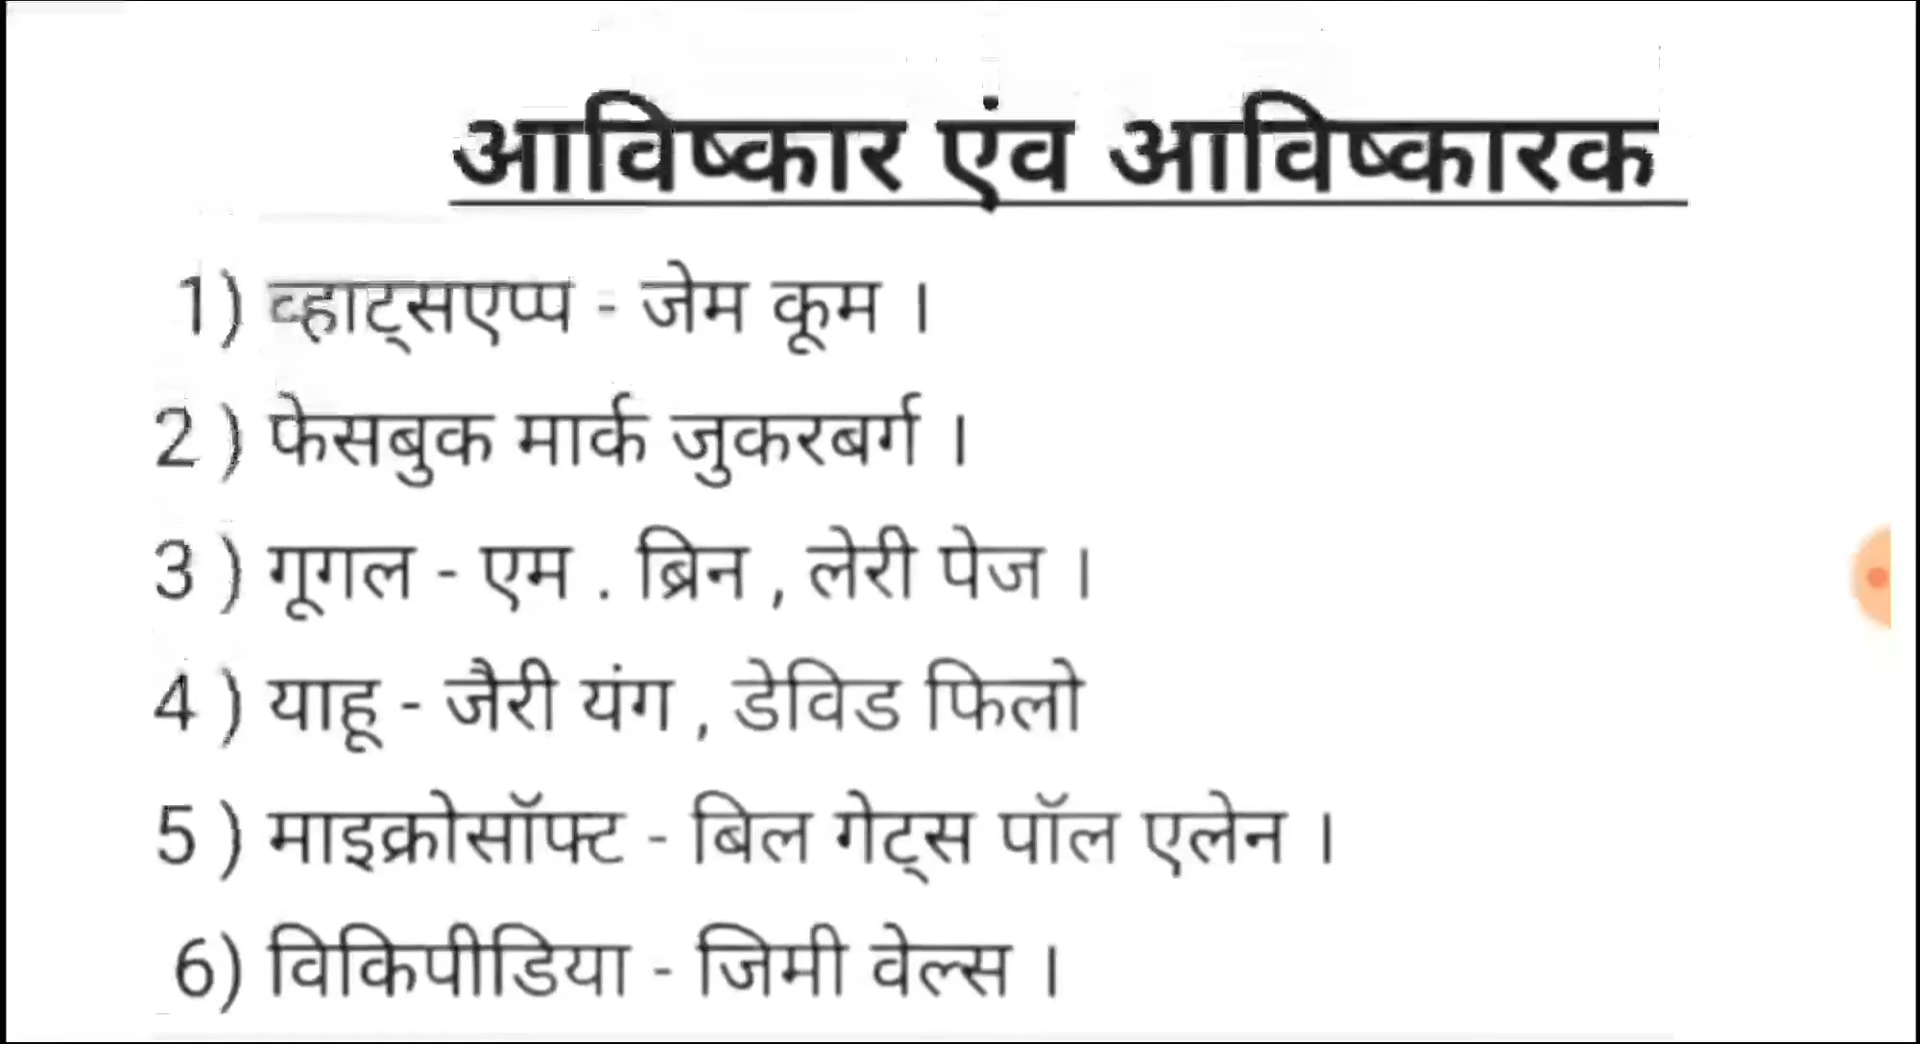 आविष्कार एंव आविष्कारक
1) व्हाट्सएप्प - जेम कूम ।
2 ) फेसबुक मार्क जुकरबर्ग ।
3 ) गूगल - एम . ब्रिन , लेरी पेज ।
4 ) याहू - जैरी यंग , डेविड फिलो
5 ) माइक्रोसॉफ्ट - बिल गेट्स पॉल एलेन ।
6) विकिपीडिया - जिमी वेल्स ।